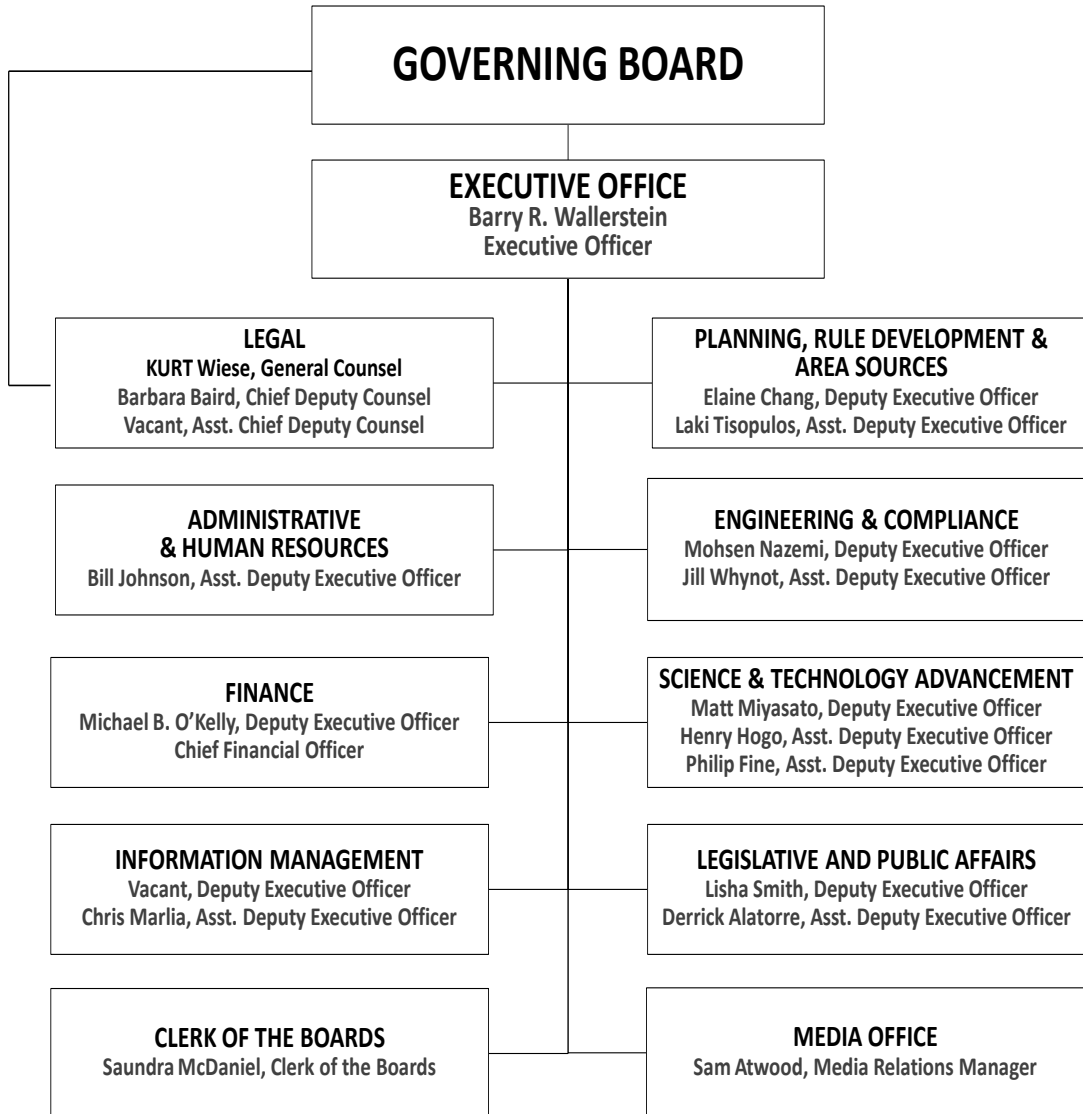 GOVERNING BOARD
EXECUTIVE OFFICE
Barry R. Wallerstein
Executive Officer
LEGAL
KURT Wiese, General Counsel
Barbara Baird, Chief Deputy Counsel
Vacant, Asst. Chief Deputy Counsel
PLANNING, RULE DEVELOPMENT &
AREA SOURCES
Elaine Chang, Deputy Executive Officer
Laki Tisopulos, Asst. Deputy Executive Officer
ADMINISTRATIVE
& HUMAN RESOURCES
Bill Johnson, Asst. Deputy Executive Officer
ENGINEERING & COMPLIANCE
Mohsen Nazemi, Deputy Executive Officer
Jill Whynot, Asst. Deputy Executive Officer
FINANCE
Michael B. O’Kelly, Deputy Executive Officer
Chief Financial Officer
SCIENCE & TECHNOLOGY ADVANCEMENT
Matt Miyasato, Deputy Executive Officer
Henry Hogo, Asst. Deputy Executive Officer
Philip Fine, Asst. Deputy Executive Officer
INFORMATION MANAGEMENT
Vacant, Deputy Executive Officer
Chris Marlia, Asst. Deputy Executive Officer
LEGISLATIVE AND PUBLIC AFFAIRS
Lisha Smith, Deputy Executive Officer
Derrick Alatorre, Asst. Deputy Executive Officer
CLERK OF THE BOARDS
Saundra McDaniel, Clerk of the Boards
MEDIA OFFICE
Sam Atwood, Media Relations Manager